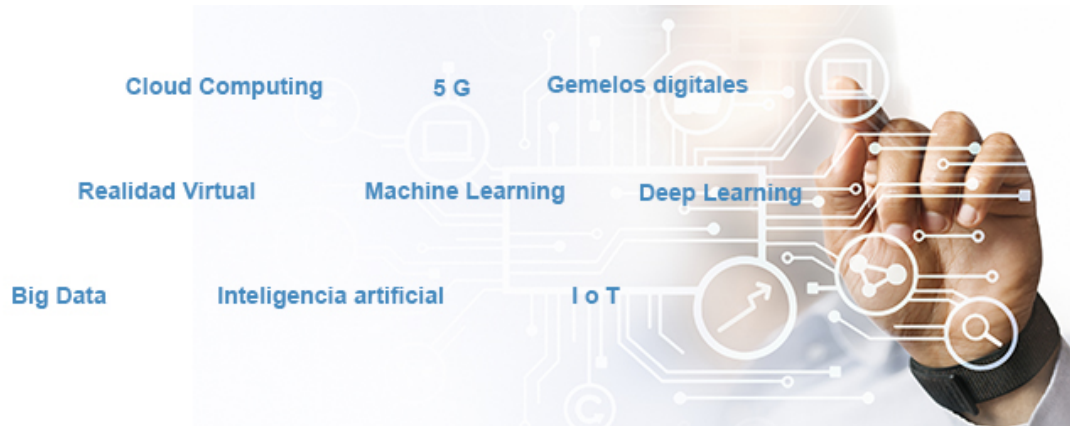 Cloud Computing 5 G Gemelos digitales
Realidad Virtual Machine Learning Deep Learning
Big Data Inteligencia artificial I o T